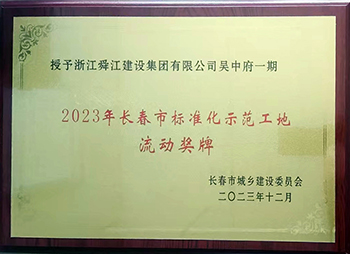 授予浙江舜江建设集团有限公司吴中府一期
2023年长春市标准化示范工地
流动奖牌
长春市城乡建设委员会
二〇二三年十二月